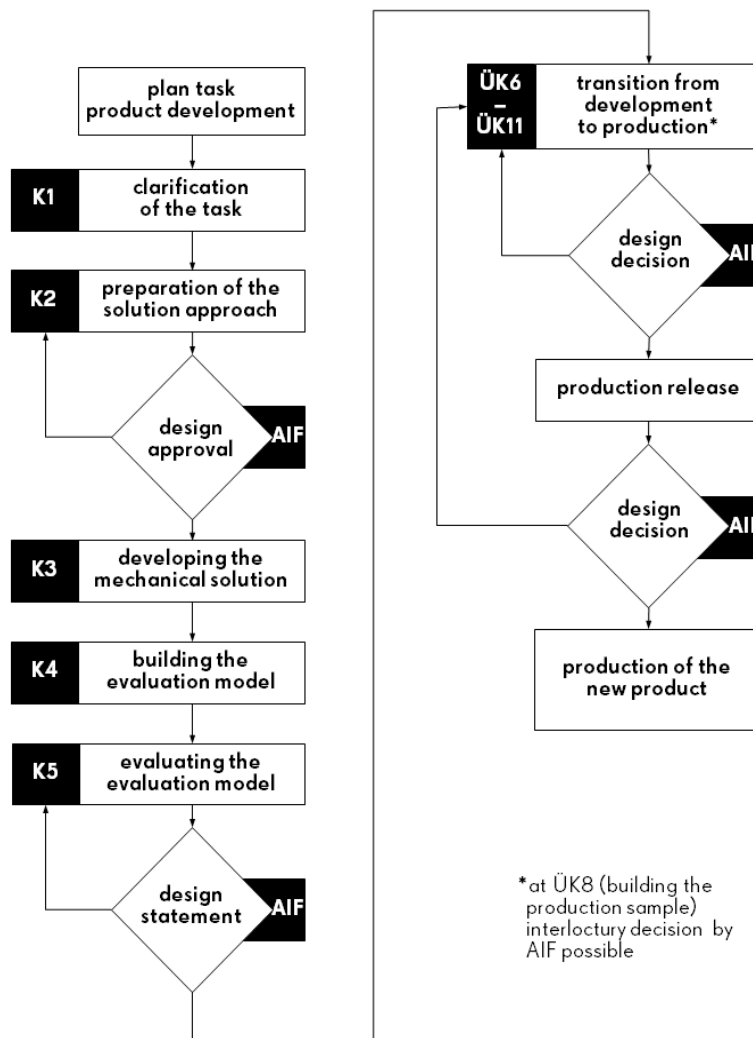 plan task
product development
K1
clarification
of the task
K2
preparation of the
solution approach
design
approval
AIF
K3
developing the
mechanical solution
K4
building the
evaluation model
K5
evaluating the
evaluation model
design
statement
AIF
ÜK6
–
ÜK11
transition from
development
to production*
design
decision
AIF
production release
design
decision
AIF
production of the
new product
*at ÜK8 (building the
production sample)
interloctury decision by
AIF possible